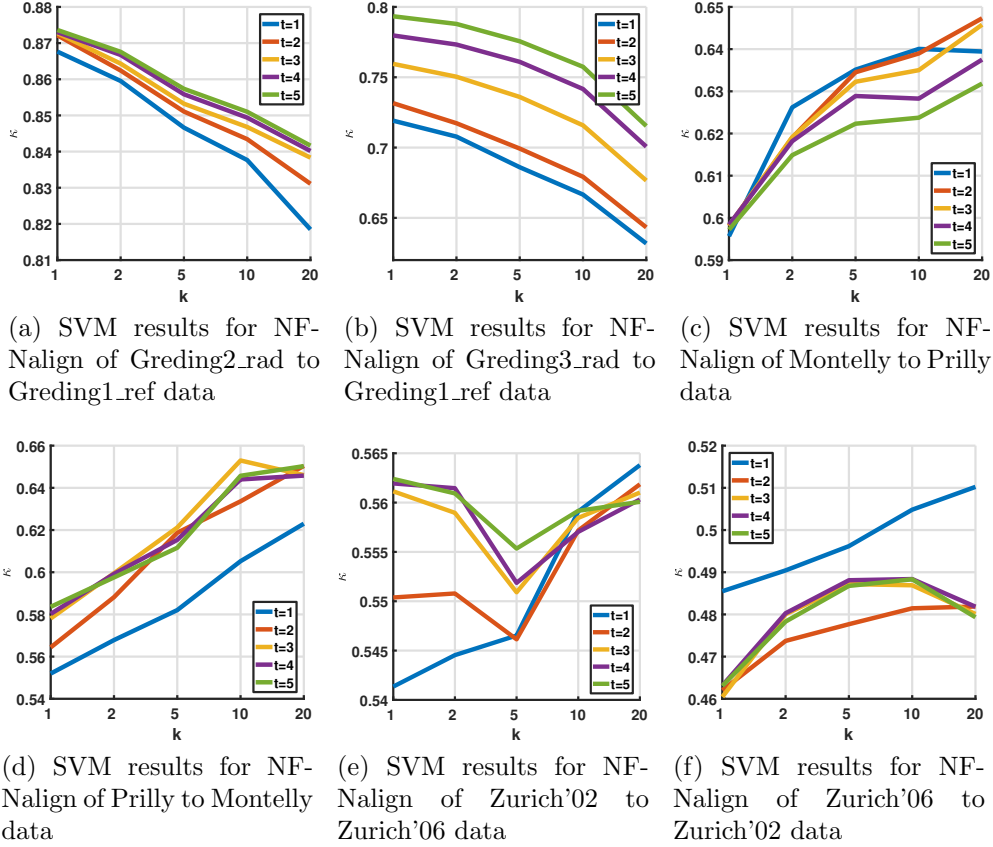 0.88
0.87
0.86
0.85
0.84
0.83
0.82
0.81
κ
1 2 5 10 20
k
t=1
t=2
t=3
t=4
t=5
(a) SVM results for NF-
Nalign of Greding2_rad to
Greding1_ref data
0.8
0.75
0.7
0.65
κ
1 2 5 10 20
k
t=1
t=2
t=3
t=4
t=5
(b) SVM results for NF-
Nalign of Greding3_rad to
Greding1_ref data
0.65
0.64
0.63
0.62
0.61
0.6
0.59
κ
1 2 5 10 20
k
t=1
t=2
t=3
t=4
t=5
(c) SVM results for NF-
Nalign of Montelly to Prilly
data
0.66
0.64
0.62
0.6
0.58
0.56
0.54
κ
1 2 5 10 20
k
t=1
t=2
t=3
t=4
t=5
(d) SVM results for NF-
Nalign of Prilly to Montelly
data
0.565
0.56
0.555
0.55
0.545
0.54
κ
1 2 5 10 20
k
t=1
t=2
t=3
t=4
t=5
(e) SVM results for NF-
Nalign of Zurich'02 to
Zurich'06 data
0.52
0.51
0.5
0.49
0.48
0.47
0.46
κ
1 2 5 10 20
k
t=1
t=2
t=3
t=4
t=5
(f) SVM results for NF-
Nalign of Zurich'06 to
Zurich'02 data